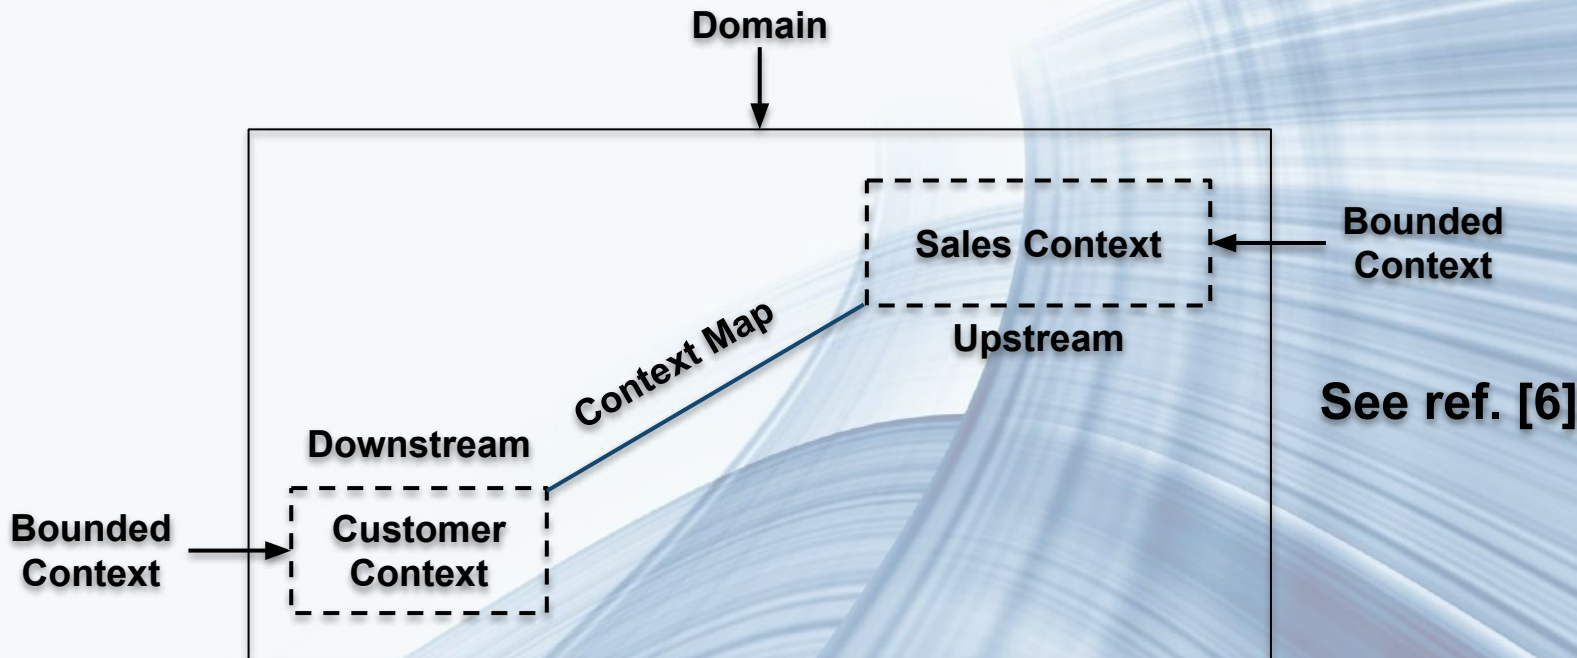 Domain
Sales Context
Bounded
Context
Upstream
Context Map
See ref. [6]
Downstream
Bounded
Context
Customer
Context